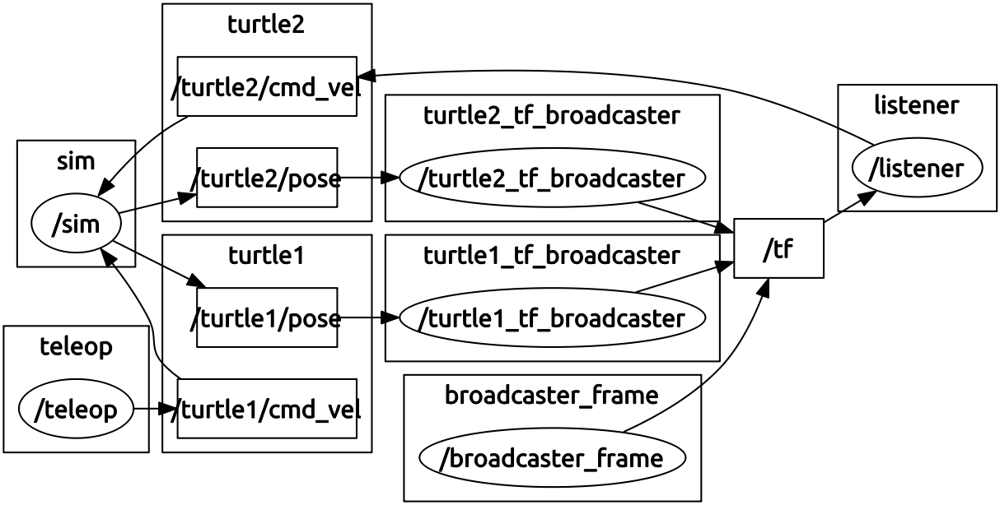 turtle2
/turtle2/cmd_vel
/turtle2/pose
turtle2_tf_broadcaster
/turtle2_tf_broadcaster
listener
/listener
sim
/sim
turtle1
/turtle1/pose
/turtle1/cmd_vel
turtle1_tf_broadcaster
/turtle1_tf_broadcaster
/tf
teleop
/teleop
broadcaster_frame
/broadcaster_frame